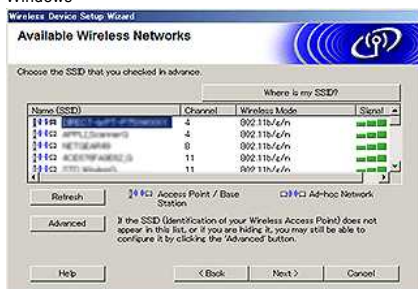 Windows
Wireless Device Setup Wizard
Available Wireless Networks
Choose the SSID that you checked in advance.
Where is my SSID?
Name (SSID) Channel Wireless Mode Signal
4 802.11b/g/n
4 802.11b/g/n
8 802.11b/g/n
11 802.11b/g/n
11 802.11b/g/n
Refresh
Access Point / Base Station
Ad-hoc Network
Advanced
If the SSID (Identification of your Wireless Access Point) does not
appear in this list, or if you are hiding it, you may still be able to
configure it by clicking the 'Advanced' button.
Help
< Back
Next >
Cancel